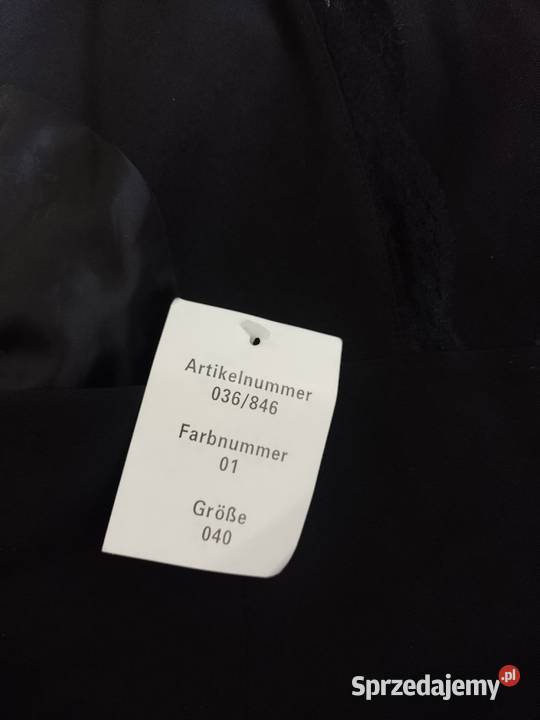 Artikelnummer
036/846
Farbnummer
01
Größe
040
Sprzedajemy.pl